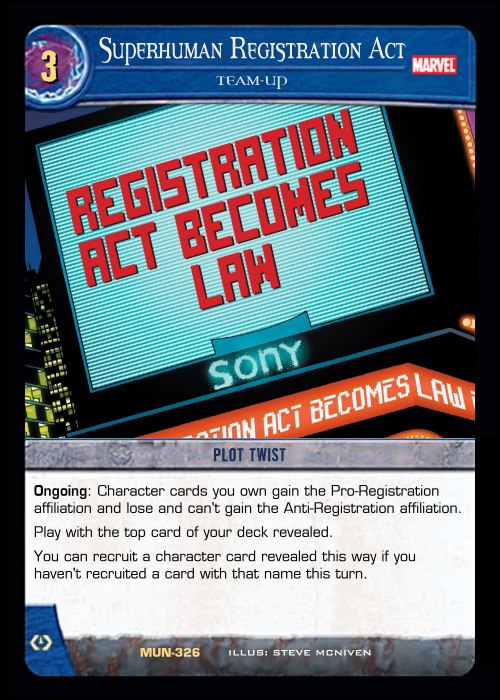 3
Superhuman Registration Act
MARVEL
TEAM-UP
REGISTRATION
ACT BECOMES
LAW
SONY
TION ACT BECOMES LAW
PLOT TWIST
Ongoing: Character cards you own gain the Pro-Registration
affiliation and lose and can't gain the Anti-Registration affiliation.
Play with the top card of your deck revealed.
You can recruit a character card revealed this way if you
haven't recruited a card with that name this turn.
MUN-326 ILLUS: STEVE MCNIVEN